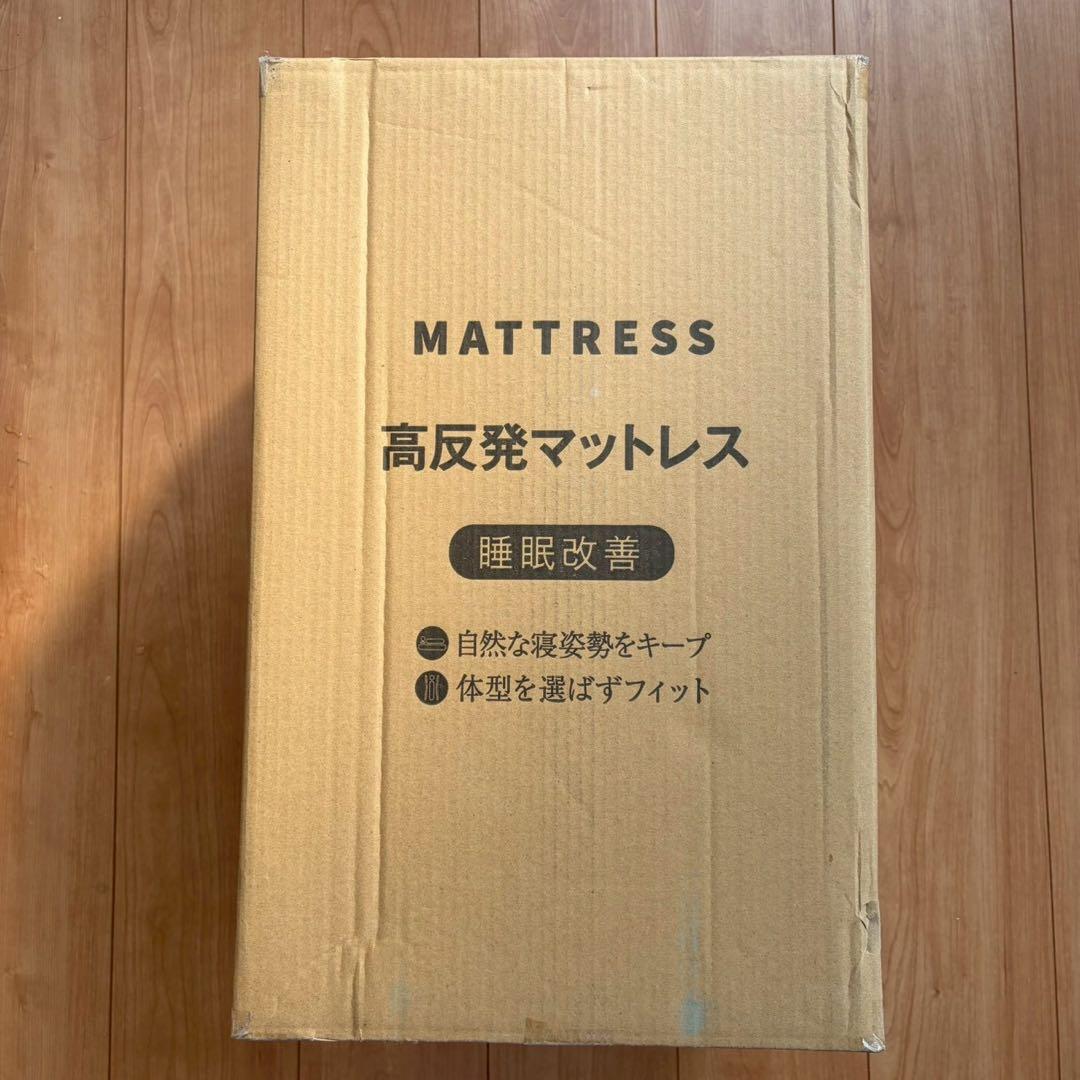 MATTRESS
高反発マットレス
睡眠改善
自然な寝姿勢をキープ
体型を選ばずフィット